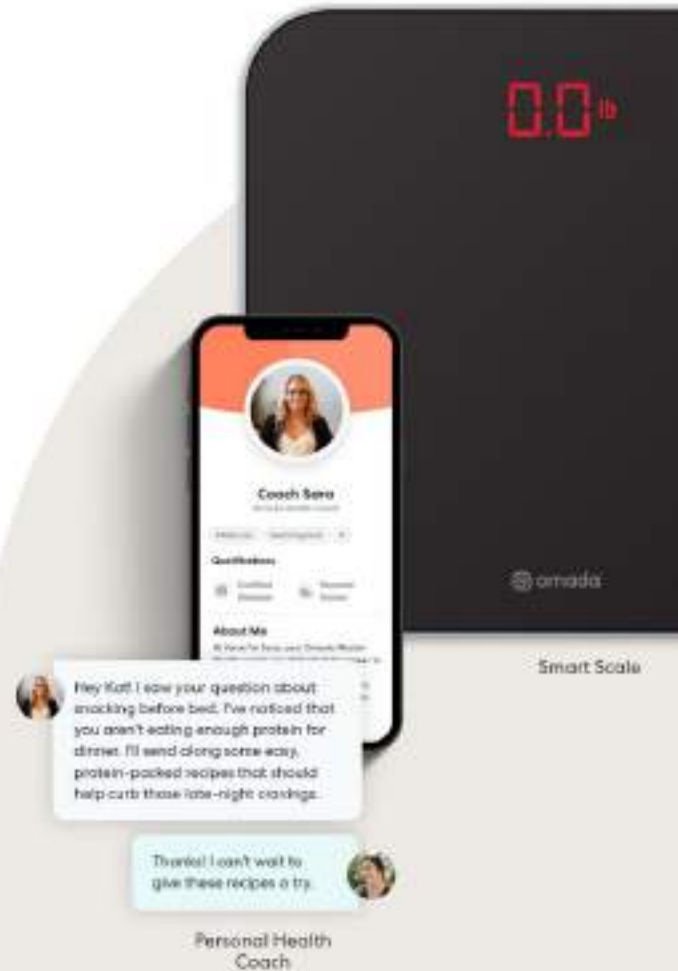 0.0 lb
omada
Smart Scale
Coach Sara
Qualifications
About Me
Hey Kat! I saw your question about
snacking before bed. I've noticed that
you aren't eating enough protein for
dinner. I'll send along some easy,
protein-packed recipes that should
help curb those late-night cravings.
Thanks! I can't wait to
give these recipes a try.
Personal Health
Coach